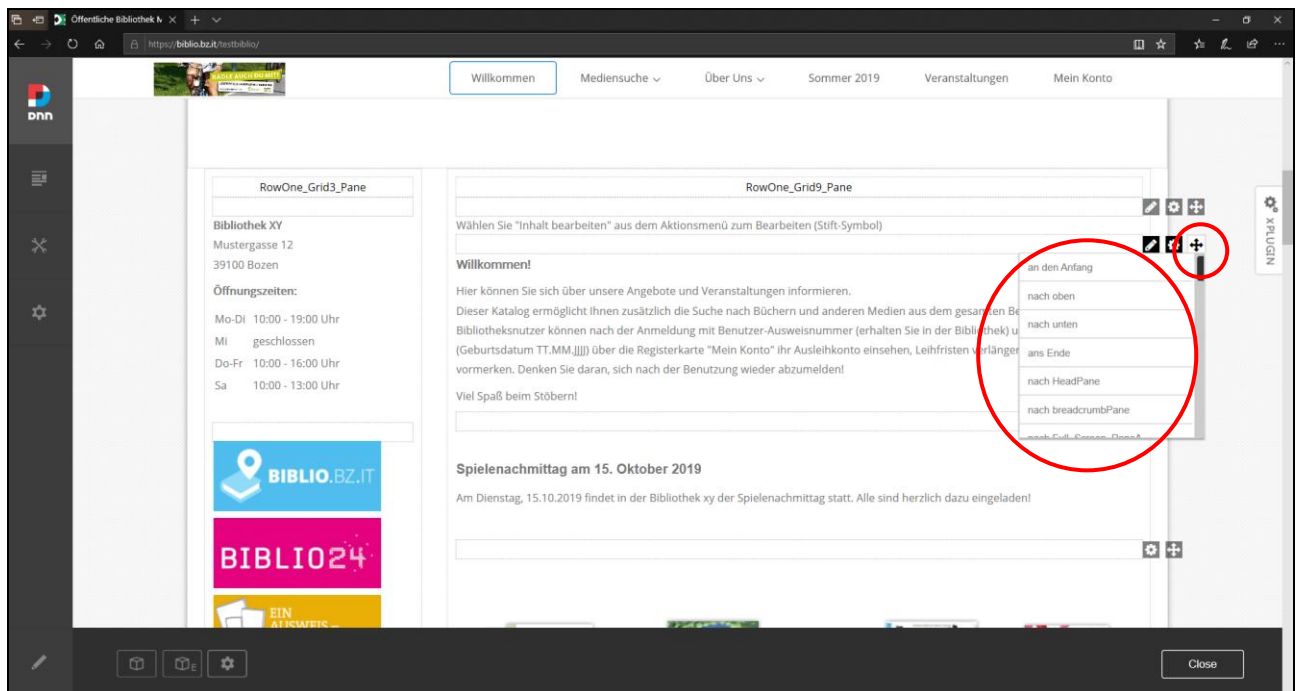 Öffentliche Bibliothek
https://biblio.bz.it/testbiblio/
RADLE AUCH DU MIT!
Willkommen
Mediensuche
Über Uns
Sommer 2019
Veranstaltungen
Mein Konto
Dnn
RowOne_Grid3_Pane
RowOne_Grid9_Pane
XPLUGIN
Bibliothek XY
Mustergasse 12
39100 Bozen
Öffnungszeiten:
Mo-Di 10:00 - 19:00 Uhr
Mi geschlossen
Do-Fr 10:00 - 16:00 Uhr
Sa 10:00 - 13:00 Uhr
Wählen Sie "Inhalt bearbeiten" aus dem Aktionsmenü zum Bearbeiten (Stift-Symbol)
Willkommen!
Hier können Sie sich über unsere Angebote und Veranstaltungen informieren.
Dieser Katalog ermöglicht Ihnen zusätzlich die Suche nach Büchern und anderen Medien aus dem gesamten Be
Bibliotheksnutzer können nach der Anmeldung mit Benutzer-Ausweisnummer (erhalten Sie in der Bibliothek) u
(Geburtsdatum TT.MM.JJJJ) über die Registerkarte "Mein Konto" ihr Ausleihkonto einsehen, Leihfristen verlänger
vormerken. Denken Sie daran, sich nach der Benutzung wieder abzumelden!
Viel Spaß beim Stöbern!
an den Anfang
nach oben
nach unten
ans Ende
nach HeadPane
nach breadcrumbPane
nach Full_Screen_PaneA
BIBLIO.BZ.IT
BIBLIO24
EIN
AUSWEIS –
Spielenachmittag am 15. Oktober 2019
Am Dienstag, 15.10.2019 findet in der Bibliothek xy der Spielenachmittag statt. Alle sind herzlich dazu eingeladen!
E
Close